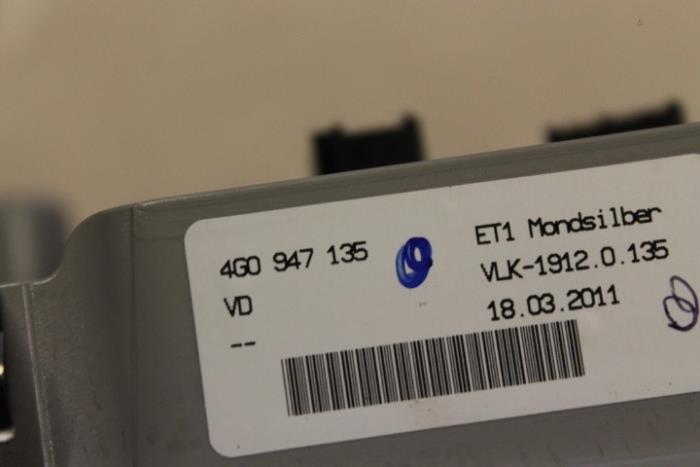 4G0 947 135
VD
--
ET1 Mondsilber
VLK-1912.0.135
18.03.2011